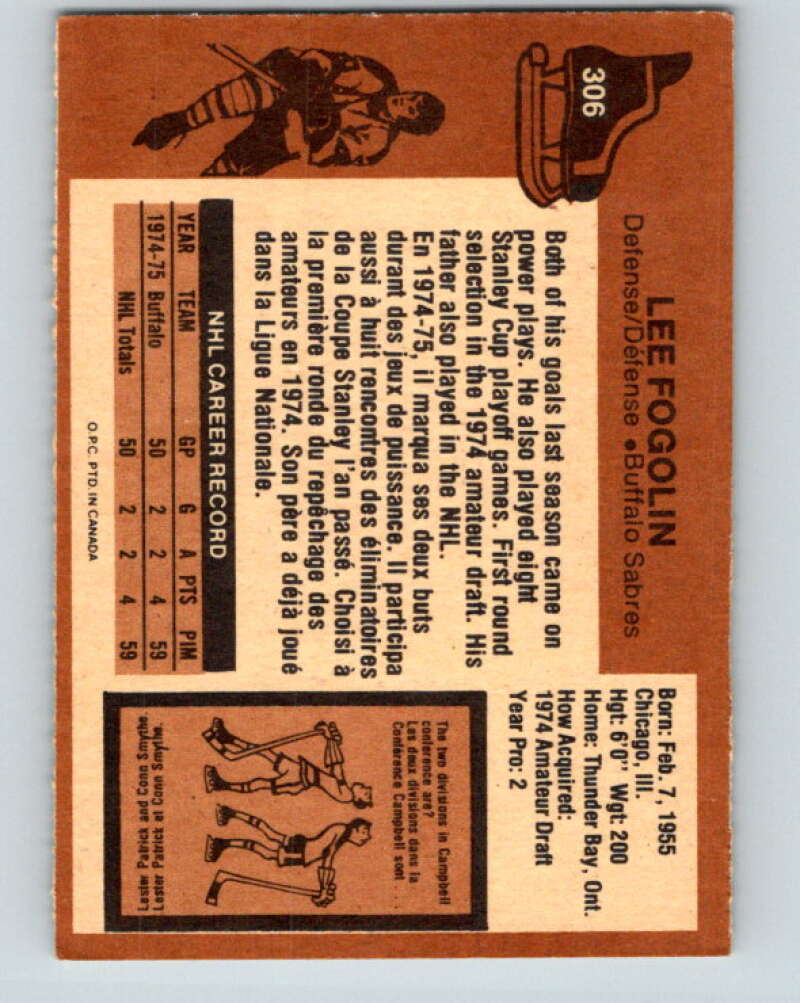 306
LEE FOGOLIN
Defense/Défense • Buffalo Sabres
Both of his goals last season came on
power plays. He also played eight
Stanley Cup playoff games. First round
selection in the 1974 amateur draft. His
father also played in the NHL.
En 1974-75, il marqua ses deux buts
durant des jeux de puissance. Il participa
aussi à huit rencontres des éliminatoires
de la Coupe Stanley l'an passé. Choisi à
la première ronde du repêchage des
amateurs en 1974. Son père a déjà joué
dans la Ligue Nationale.
NHL CAREER RECORD
YEAR TEAM GP G A PTS PIM
1974-75 Buffalo 50 2 2 4 59
NHL Totals 50 2 2 4 59
O.P.C. PTD. IN CANADA
Born: Feb. 7, 1955
Chicago, Ill.
Hgt: 6'0" Wgt: 200
Home: Thunder Bay, Ont.
How Acquired:
1974 Amateur Draft
Year Pro: 2
The two divisions in Campbell
conference are?
Les deux divisions dans la
Conférence Campbell sont . . .
Lester Patrick and Conn Smythe.
Lester Patrick et Conn Smythe.